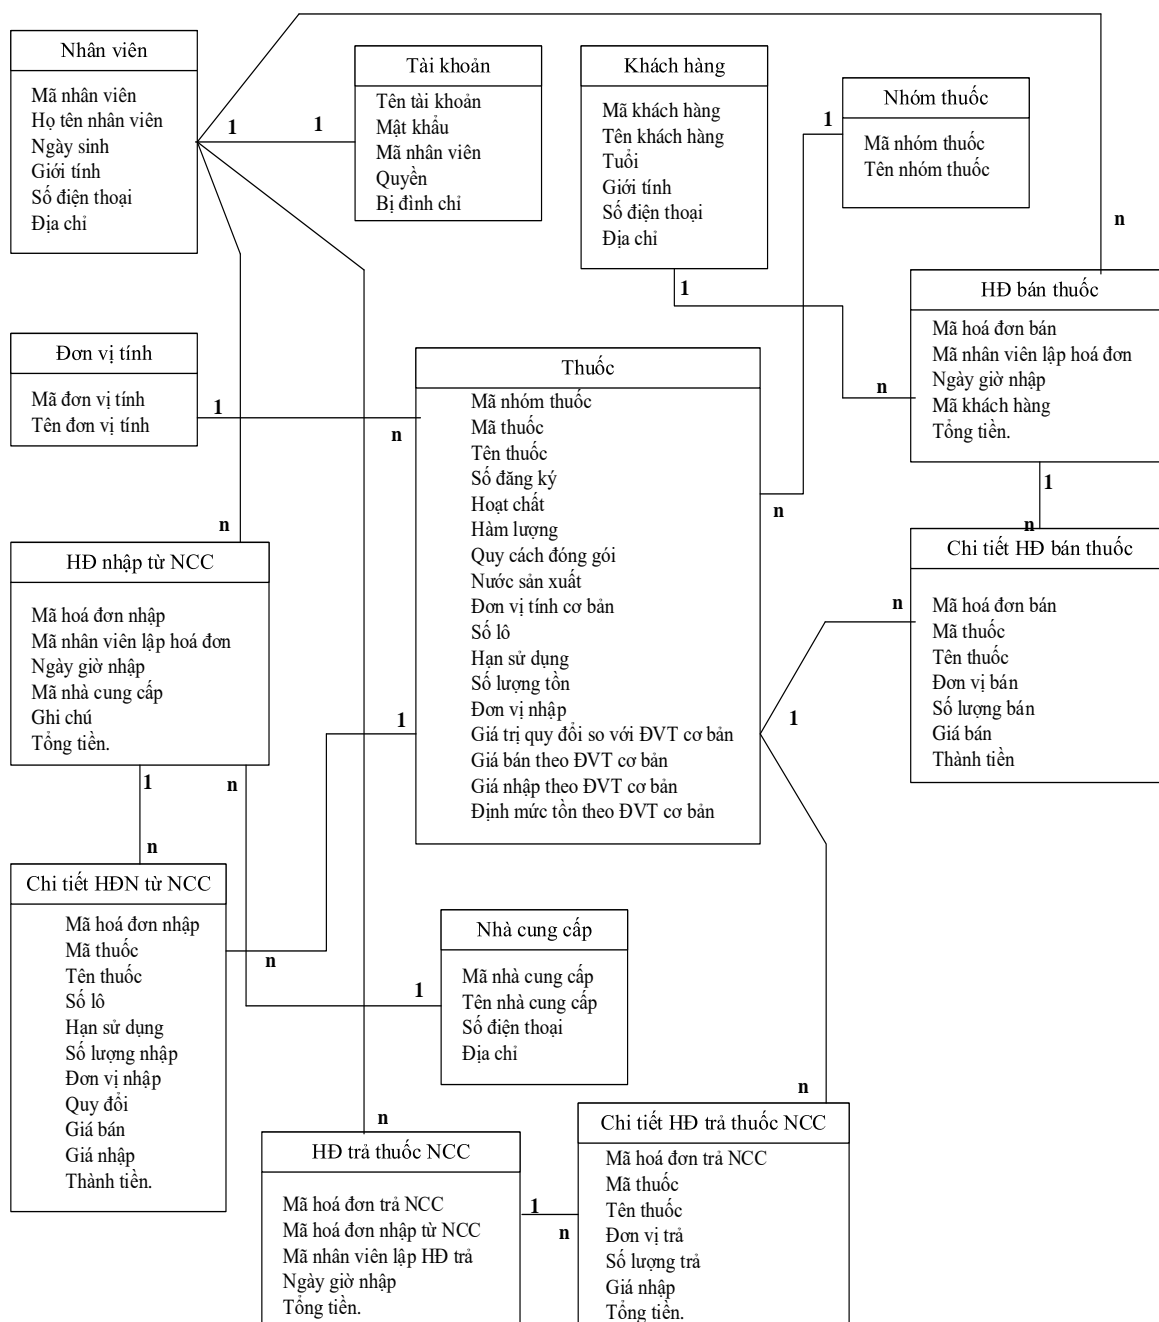 Nhân viên
Mã nhân viên
Họ tên nhân viên
Ngày sinh
Giới tính
Số điện thoại
Địa chỉ
1
1
Tài khoản
Tên tài khoản
Mật khẩu
Mã nhân viên
Quyền
Bị đình chỉ
Khách hàng
Mã khách hàng
Tên khách hàng
Tuổi
Giới tính
Số điện thoại
Địa chỉ
1
1
Nhóm thuốc
Mã nhóm thuốc
Tên nhóm thuốc
n
HĐ bán thuốc
Mã hoá đơn bán
Mã nhân viên lập hoá đơn
Ngày giờ nhập
Mã khách hàng
Tổng tiền.
n
1
n
Đơn vị tính
Mã đơn vị tính
Tên đơn vị tính
1
n
Thuốc
Mã nhóm thuốc
Mã thuốc
Tên thuốc
Số đăng ký
Hoạt chất
Hàm lượng
Quy cách đóng gói
Nước sản xuất
Đơn vị tính cơ bản
Số lô
Hạn sử dụng
Số lượng tồn
Đơn vị nhập
Giá trị quy đổi so với ĐVT cơ bản
Giá bán theo ĐVT cơ bản
Giá nhập theo ĐVT cơ bản
Định mức tồn theo ĐVT cơ bản
n
Chi tiết HĐ bán thuốc
Mã hoá đơn bán
Mã thuốc
Tên thuốc
Đơn vị bán
Số lượng bán
Giá bán
Thành tiền
n
1
n
HĐ nhập từ NCC
Mã hoá đơn nhập
Mã nhân viên lập hoá đơn
Ngày giờ nhập
Mã nhà cung cấp
Ghi chú
Tổng tiền.
1
1
n
n
Chi tiết HĐN từ NCC
Mã hoá đơn nhập
Mã thuốc
Tên thuốc
Số lô
Hạn sử dụng
Số lượng nhập
Đơn vị nhập
Quy đổi
Giá bán
Giá nhập
Thành tiền.
n
1
Nhà cung cấp
Mã nhà cung cấp
Tên nhà cung cấp
Số điện thoại
Địa chỉ
n
HĐ trả thuốc NCC
Mã hoá đơn trả NCC
Mã hoá đơn nhập từ NCC
Mã nhân viên lập HĐ trả
Ngày giờ nhập
Tổng tiền.
1
n
n
Chi tiết HĐ trả thuốc NCC
Mã hoá đơn trả NCC
Mã thuốc
Tên thuốc
Đơn vị trả
Số lượng trả
Giá nhập
Tổng tiền.